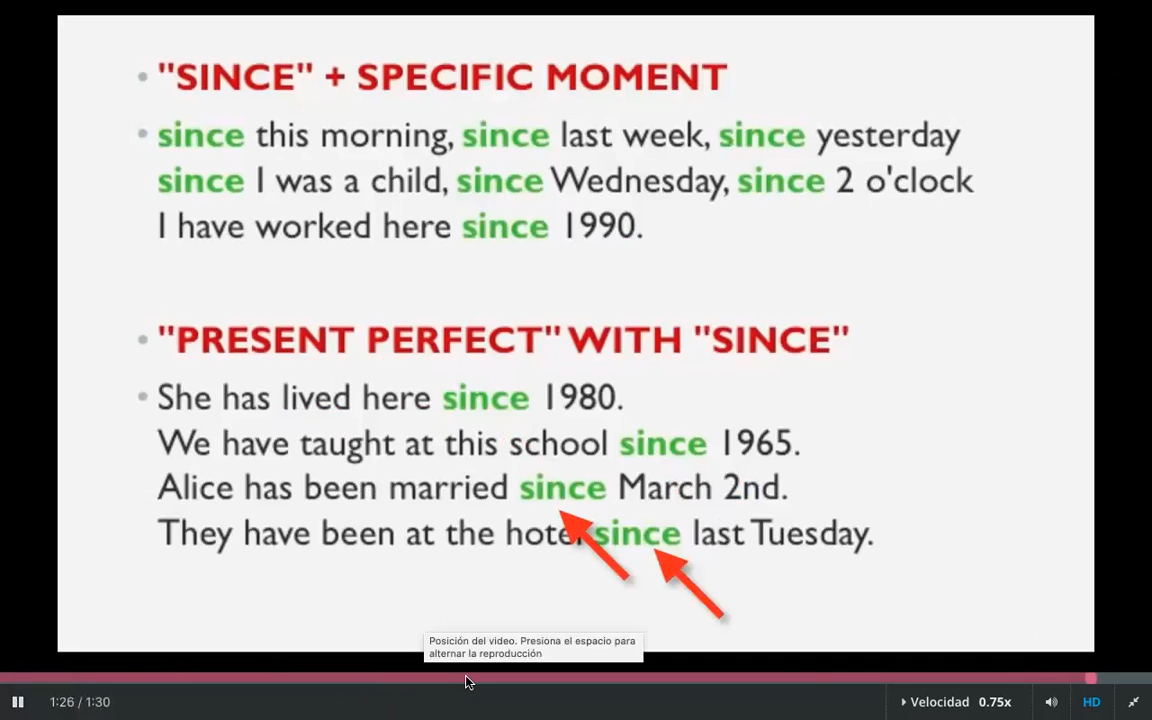 • "SINCE" + SPECIFIC MOMENT
• since this morning, since last week, since yesterday
since I was a child, since Wednesday, since 2 o'clock
I have worked here since 1990.
• "PRESENT PERFECT" WITH "SINCE"
• She has lived here since 1980.
We have taught at this school since 1965.
Alice has been married since March 2nd.
They have been at the hotel since last Tuesday.
Posición del video. Presiona el espacio para
alternar la reproducción
1:26 / 1:30 Velocidad 0.75x HD